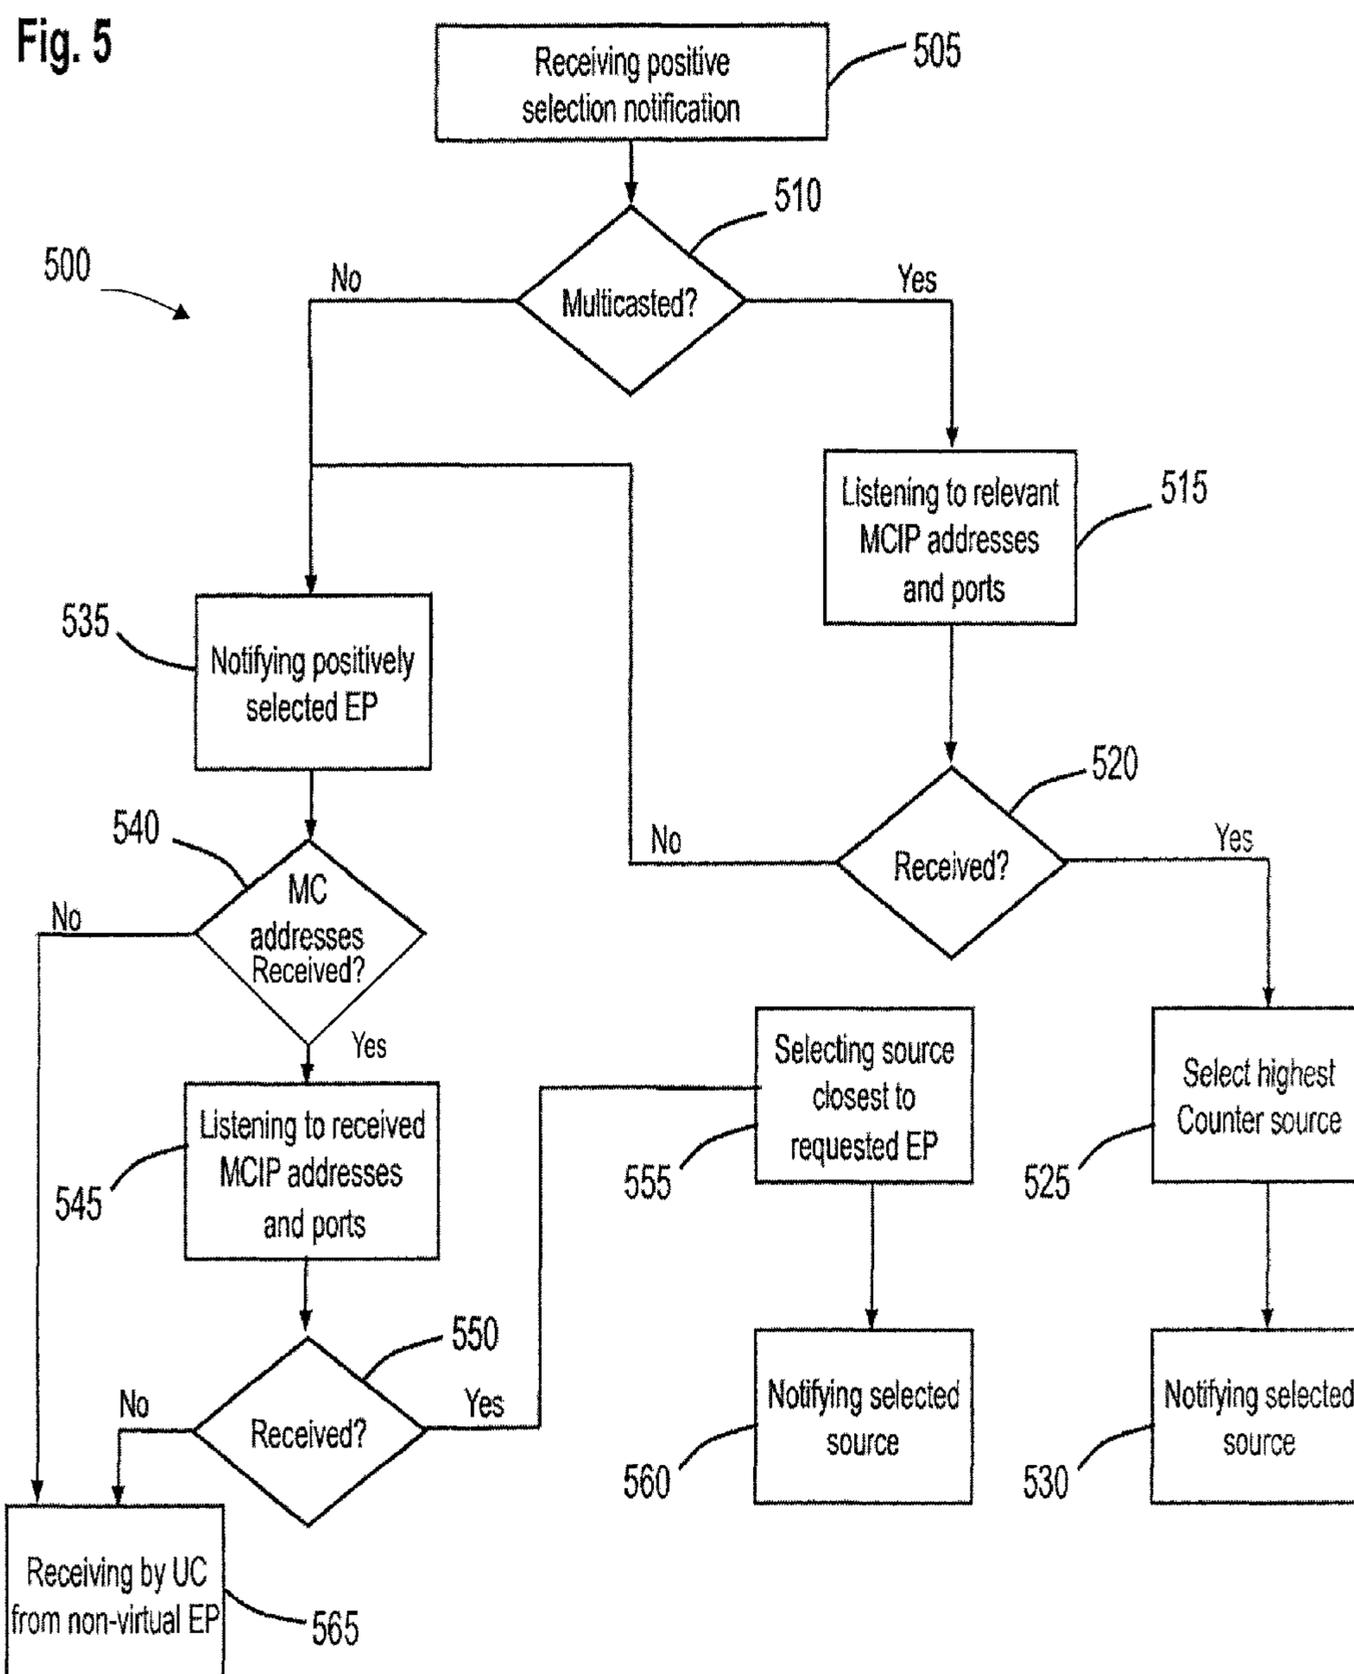 Fig. 5
Receiving positive
selection notification
505
510
500
No
Multicasted?
Yes
Listening to relevant
MCIP addresses
and ports
515
535
Notifying positively
selected EP
520
540
No
Received?
Yes
MC
addresses
Received?
No
Yes
Selecting source
closest to
requested EP
Select highest
Counter source
Listening to received
MCIP addresses
and ports
545
555
525
550
No
Received?
Yes
Notifying selected
source
Notifying selected
source
560
530
Receiving by UC
from non-virtual EP
565